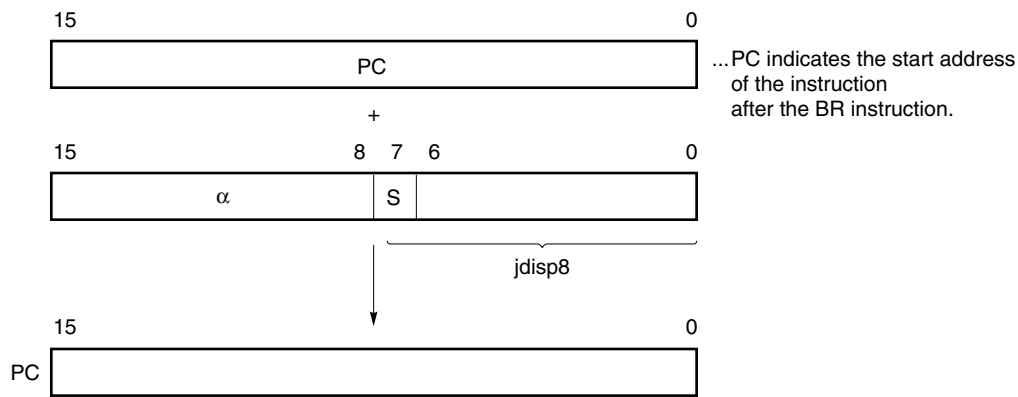 15 0
PC
...PC indicates the start address
of the instruction
after the BR instruction.
+
15 8 7 6 0
α S
jdisp8
15 0
PC